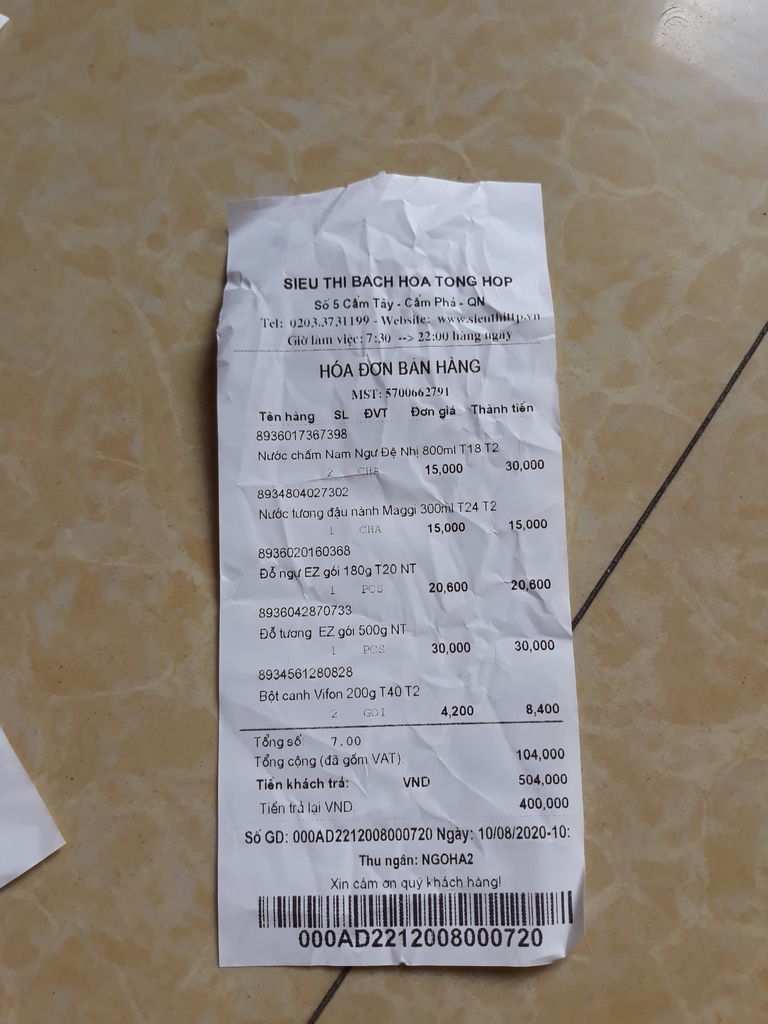 SIEU THI BACH HOA TONG HOP
Số 5 Cẩm Tây - Cẩm Phả - QN
Tel: 0203.3731199 - Website: www.sieuthittp.vn
Giờ làm việc: 7:30 --> 22:00 hàng ngày
HÓA ĐƠN BÁN HÀNG
MST: 5700662791
Tên hàng SL ĐVT Đơn giá Thành tiền
8936017367398
Nước chấm Nam Ngư Đệ Nhị 800ml T18 T2
2 CHA 15,000 30,000
8934804027302
Nước tương đậu nành Maggi 300ml T24 T2
1 CHA 15,000 15,000
8936020160368
Đỗ ngự EZ gói 180g T20 NT
1 PCS 20,600 20,600
8936042870733
Đỗ tương EZ gói 500g NT
1 PCS 30,000 30,000
8934561280828
Bột canh Vifon 200g T40 T2
2 GOI 4,200 8,400
Tổng số: 7.00
Tổng cộng (đã gồm VAT): 104,000
Tiền khách trả: VND 504,000
Tiền trả lại VND 400,000
Số GD: 000AD2212008000720 Ngày: 10/08/2020-10:
Thu ngân: NGOHA2
Xin cảm ơn quý khách hàng!
000AD2212008000720